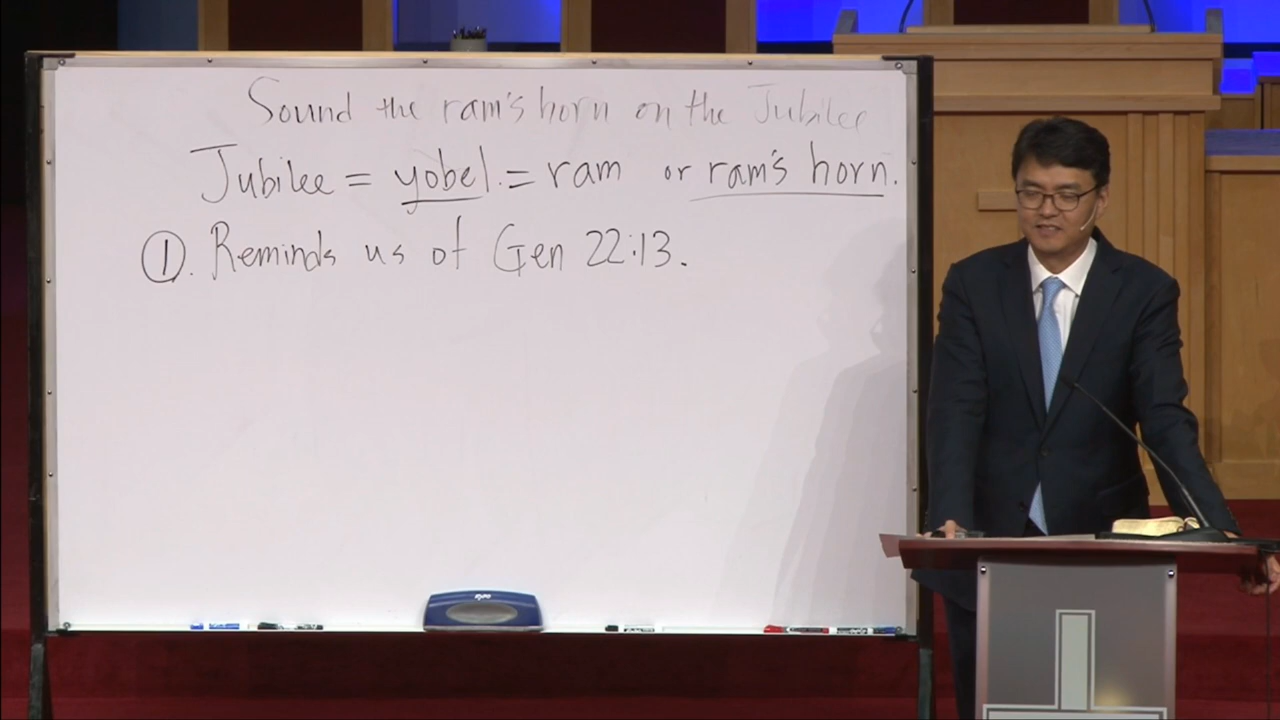 Sound the ram's horn on the Jubilee
Jubilee = yobel. = ram or ram's horn.
①. Reminds us of Gen 22:13.